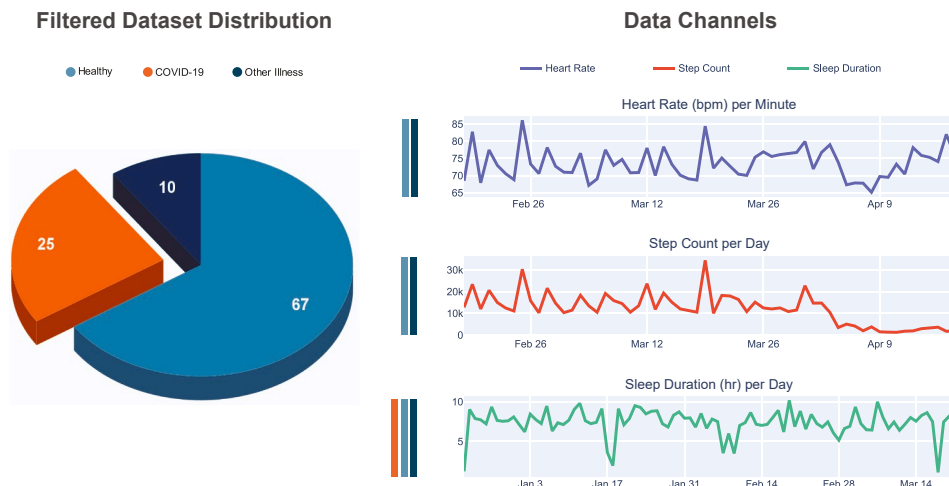 Filtered Dataset Distribution
Healthy COVID-19 Other Illness
10
25
67
Data Channels
Heart Rate Step Count Sleep Duration
Heart Rate (bpm) per Minute
85
80
75
70
65
Feb 26 Mar 12 Mar 26 Apr 9
Step Count per Day
30k
20k
10k
0
Feb 26 Mar 12 Mar 26 Apr 9
Sleep Duration (hr) per Day
10
5
Jan 3 Jan 17 Jan 31 Feb 14 Feb 28 Mar 14